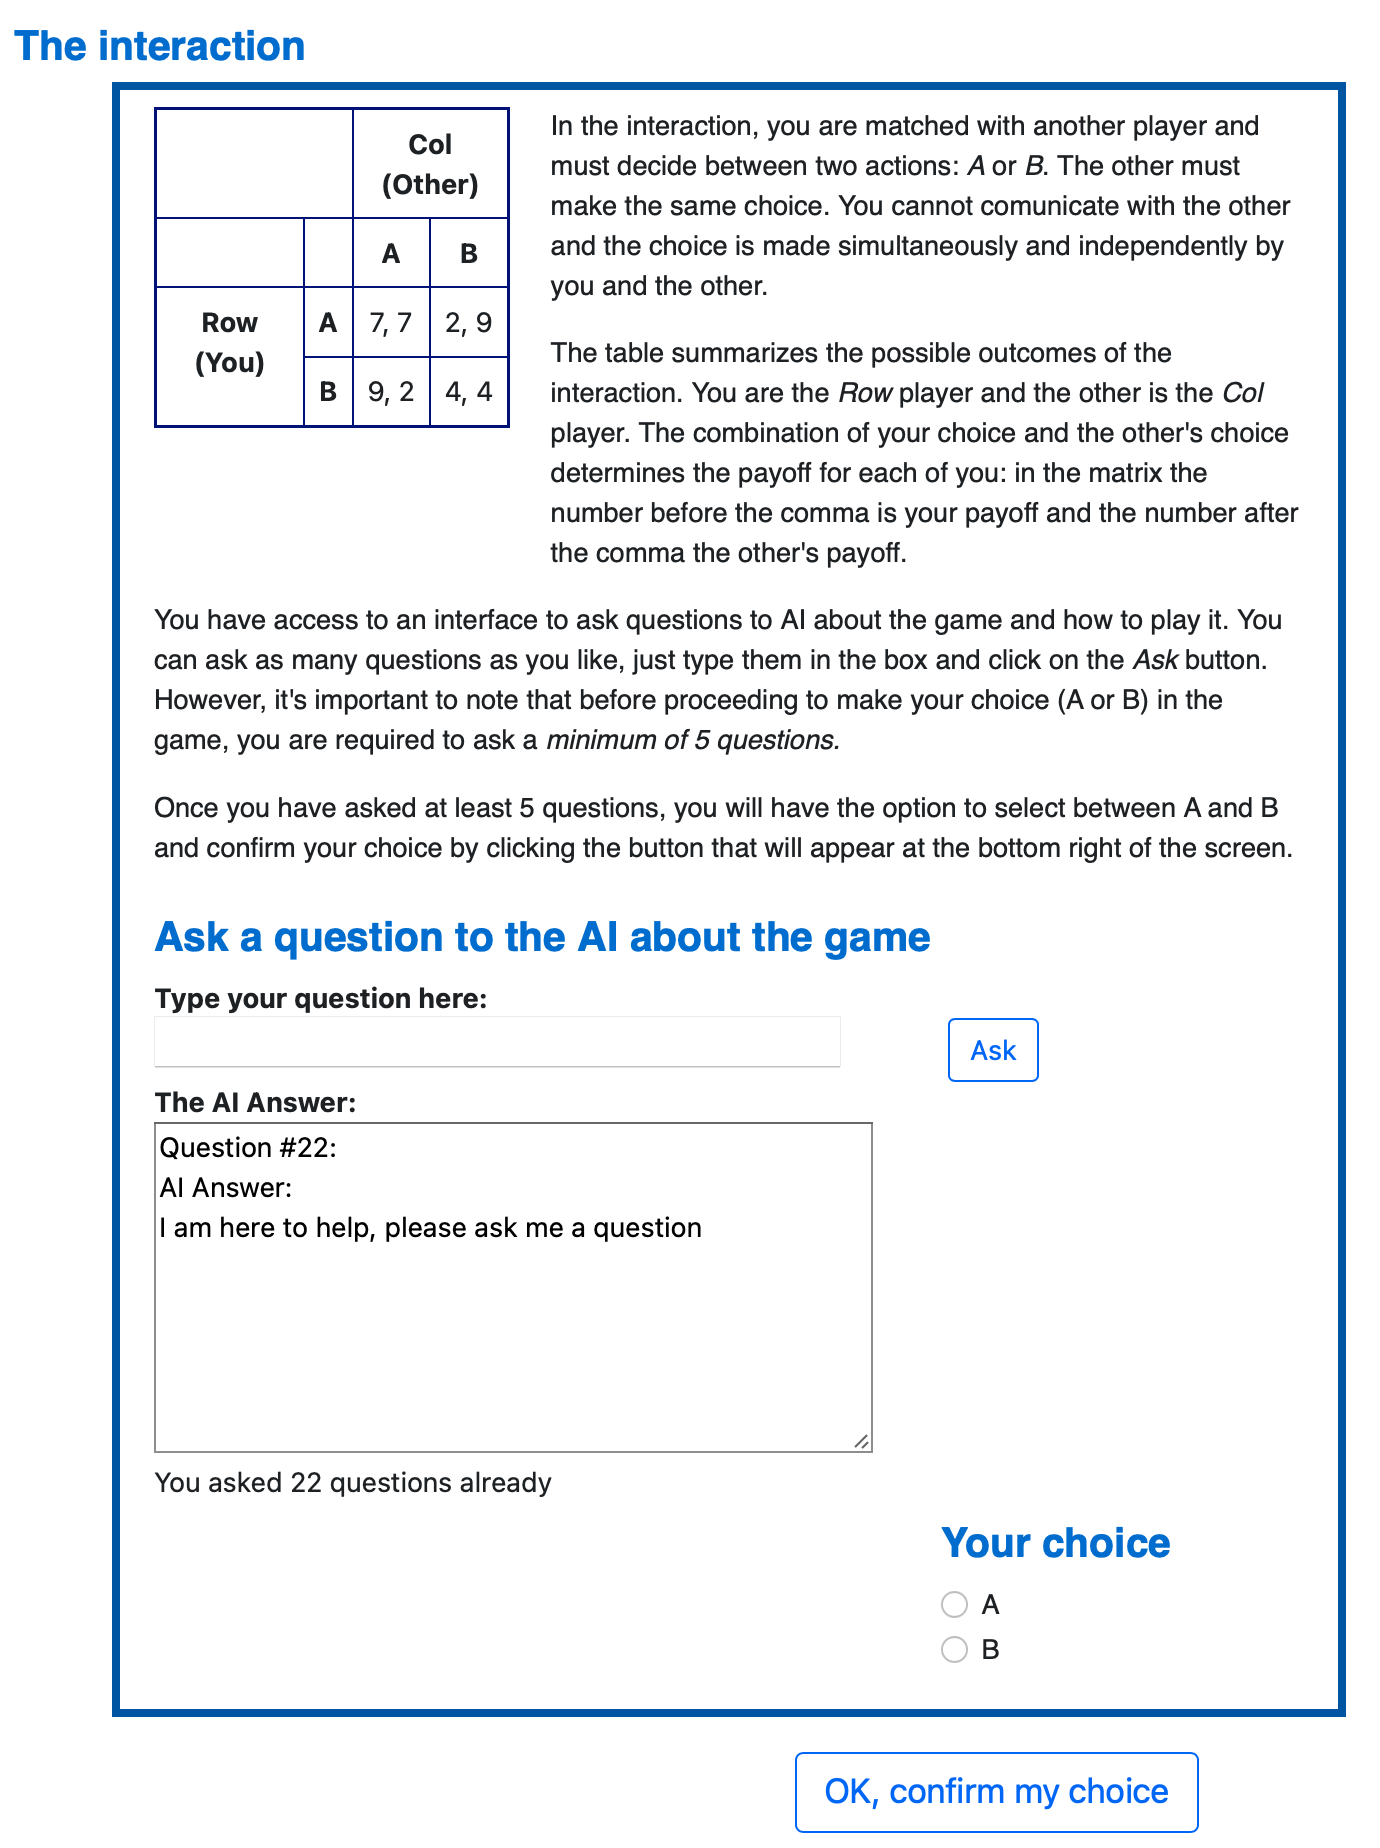 The interaction
Col
(Other)
A B
Row
(You)
A 7, 7 2, 9
B 9, 2 4, 4
In the interaction, you are matched with another player and
must decide between two actions: A or B. The other must
make the same choice. You cannot comunicate with the other
and the choice is made simultaneously and independently by
you and the other.
The table summarizes the possible outcomes of the
interaction. You are the Row player and the other is the Col
player. The combination of your choice and the other's choice
determines the payoff for each of you: in the matrix the
number before the comma is your payoff and the number after
the comma the other's payoff.
You have access to an interface to ask questions to AI about the game and how to play it. You
can ask as many questions as you like, just type them in the box and click on the Ask button.
However, it's important to note that before proceeding to make your choice (A or B) in the
game, you are required to ask a minimum of 5 questions.
Once you have asked at least 5 questions, you will have the option to select between A and B
and confirm your choice by clicking the button that will appear at the bottom right of the screen.
Ask a question to the AI about the game
Type your question here:
Ask
The AI Answer:
Question #22:
AI Answer:
I am here to help, please ask me a question
You asked 22 questions already
Your choice
A
B
OK, confirm my choice